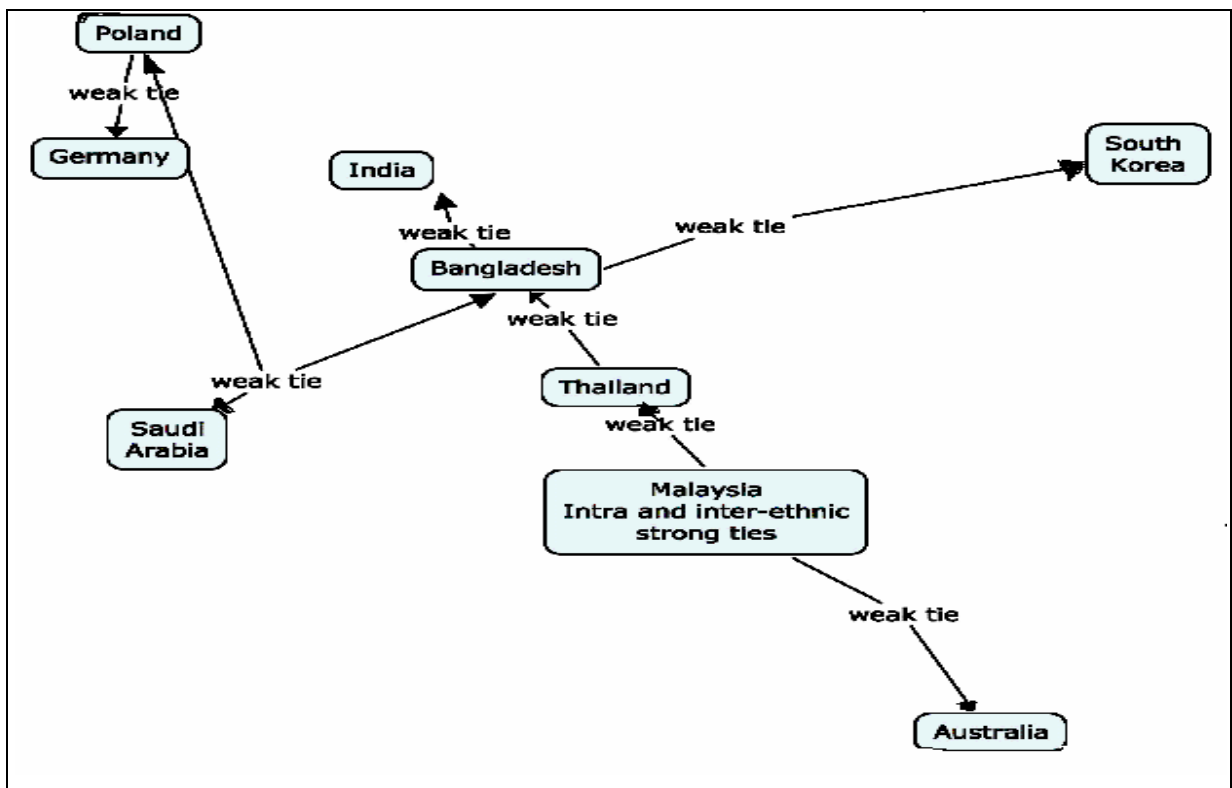 Poland
weak tie
Germany
India
South
Korea
weak tie
weak tie
Bangladesh
weak tie
weak tie
Thailand
Saudi
Arabia
weak tie
Malaysia
Intra and inter-ethnic
strong ties
weak tie
Australia